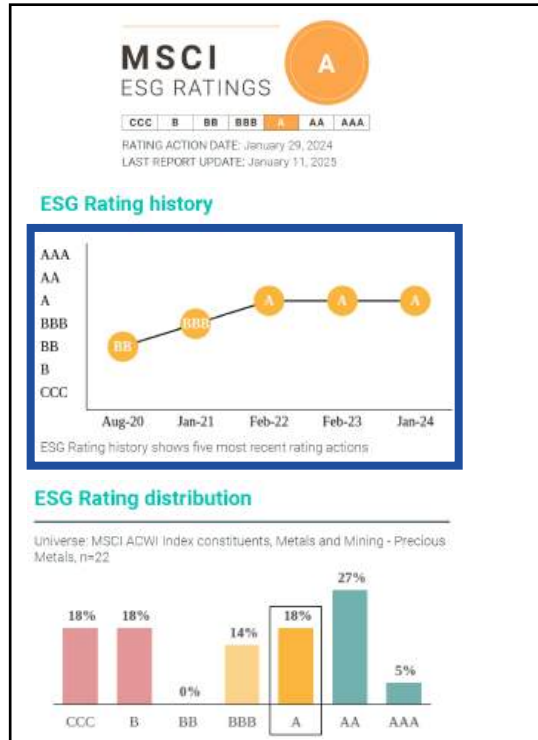 MSCI
ESG RATINGS
A
CCC B BB BBB A AA AAA
RATING ACTION DATE: January 29, 2024
LAST REPORT UPDATE: January 11, 2025
ESG Rating history
AAA
AA
A
BBB
BB
B
CCC
BB BBB A A A
Aug-20 Jan-21 Feb-22 Feb-23 Jan-24
ESG Rating history shows five most recent rating actions
ESG Rating distribution
Universe: MSCI ACWI Index constituents, Metals and Mining - Precious
Metals, n=22
18% 18% 0% 14% 18% 27% 5%
CCC B BB BBB A AA AAA